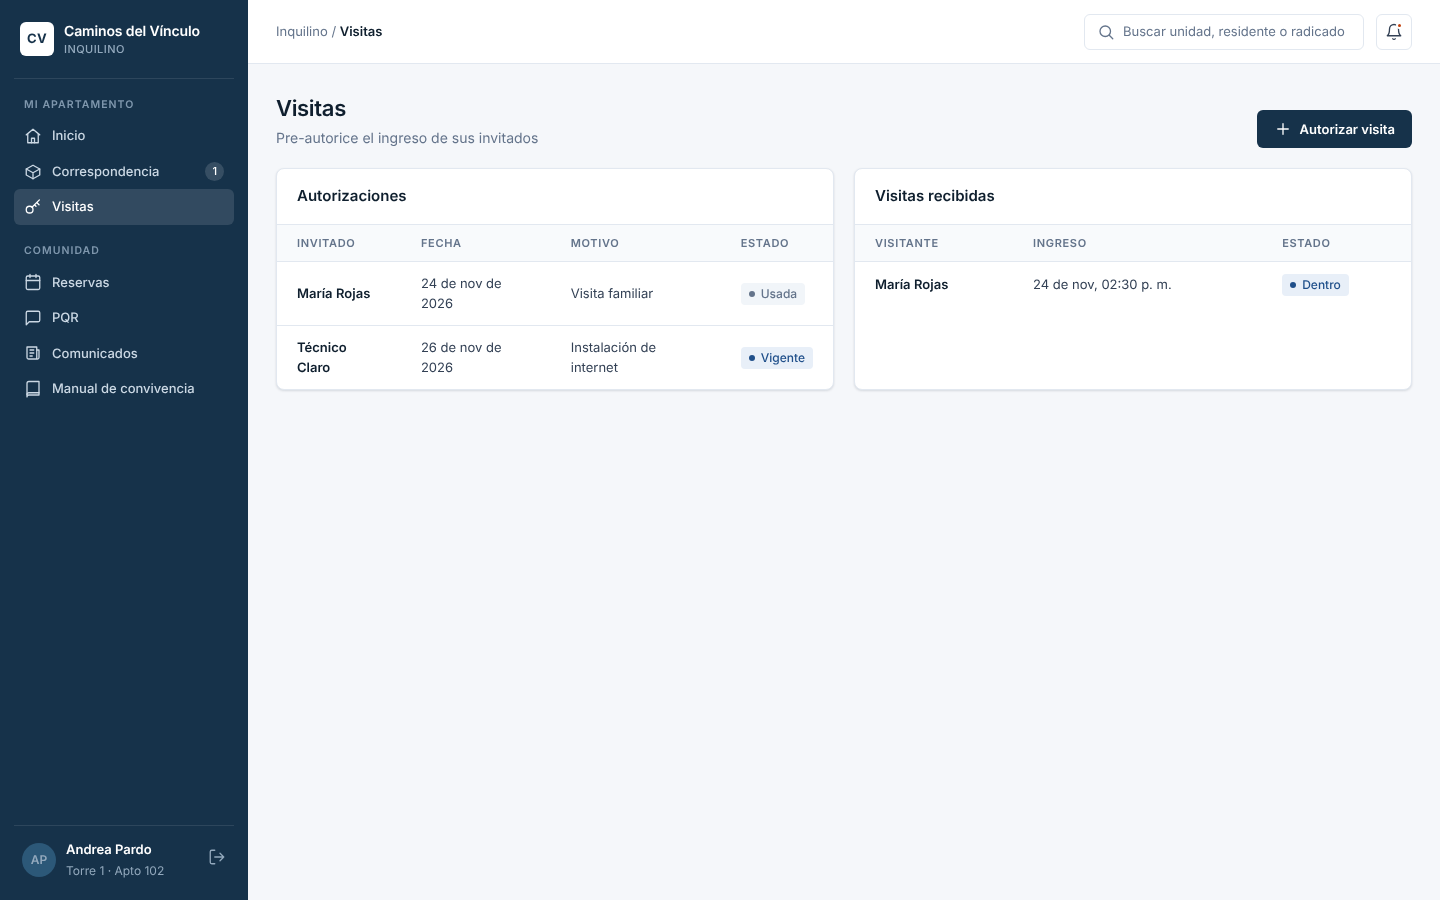 CV
Caminos del Vínculo
INQUILINO
MI APARTAMENTO
Inicio
Correspondencia 1
Visitas
COMUNIDAD
Reservas
PQR
Comunicados
Manual de convivencia
AP
Andrea Pardo
Torre 1 · Apto 102
Inquilino / Visitas
Buscar unidad, residente o radicado
Visitas
Pre-autorice el ingreso de sus invitados
Autorizar visita
Autorizaciones
INVITADO FECHA MOTIVO ESTADO
María Rojas 24 de nov de 2026 Visita familiar Usada
Técnico Claro 26 de nov de 2026 Instalación de internet Vigente
Visitas recibidas
VISITANTE INGRESO ESTADO
María Rojas 24 de nov, 02:30 p. m. Dentro